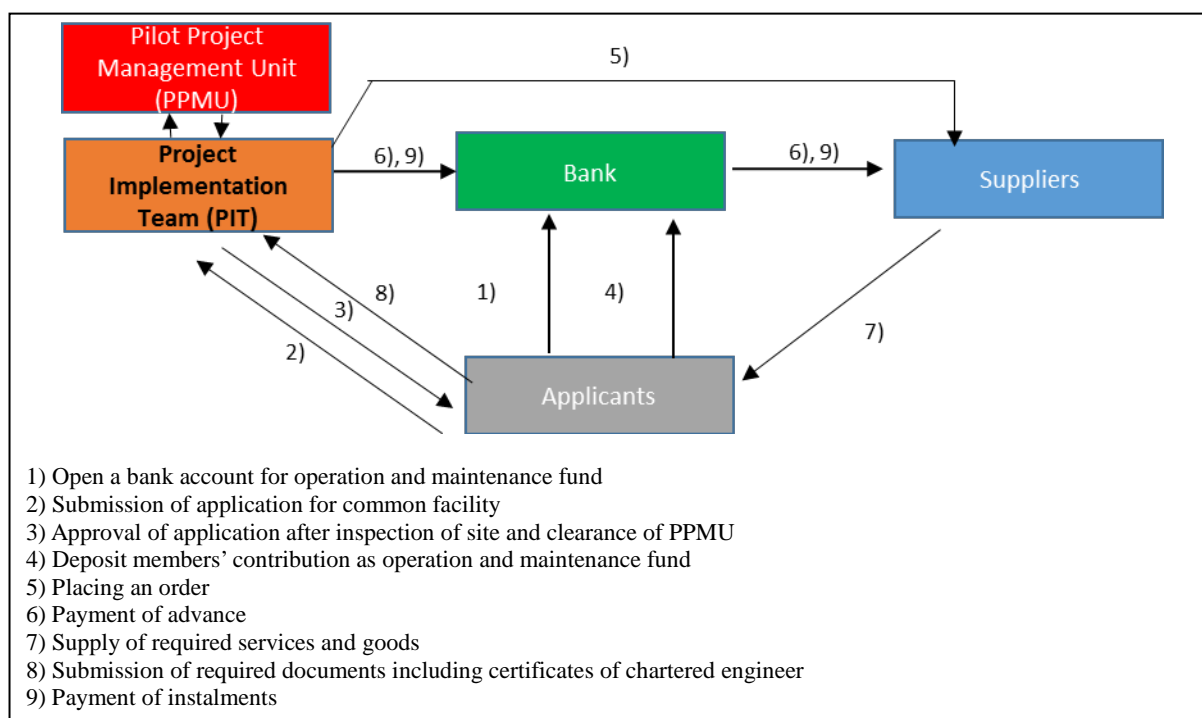 Pilot Project
Management Unit
(PPMU)
5)
Project
Implementation
Team (PIT)
6), 9)
Bank
6), 9)
Suppliers
8)
3)
2)
1)
4)
7)
Applicants
1) Open a bank account for operation and maintenance fund
2) Submission of application for common facility
3) Approval of application after inspection of site and clearance of PPMU
4) Deposit members’ contribution as operation and maintenance fund
5) Placing an order
6) Payment of advance
7) Supply of required services and goods
8) Submission of required documents including certificates of chartered engineer
9) Payment of instalments